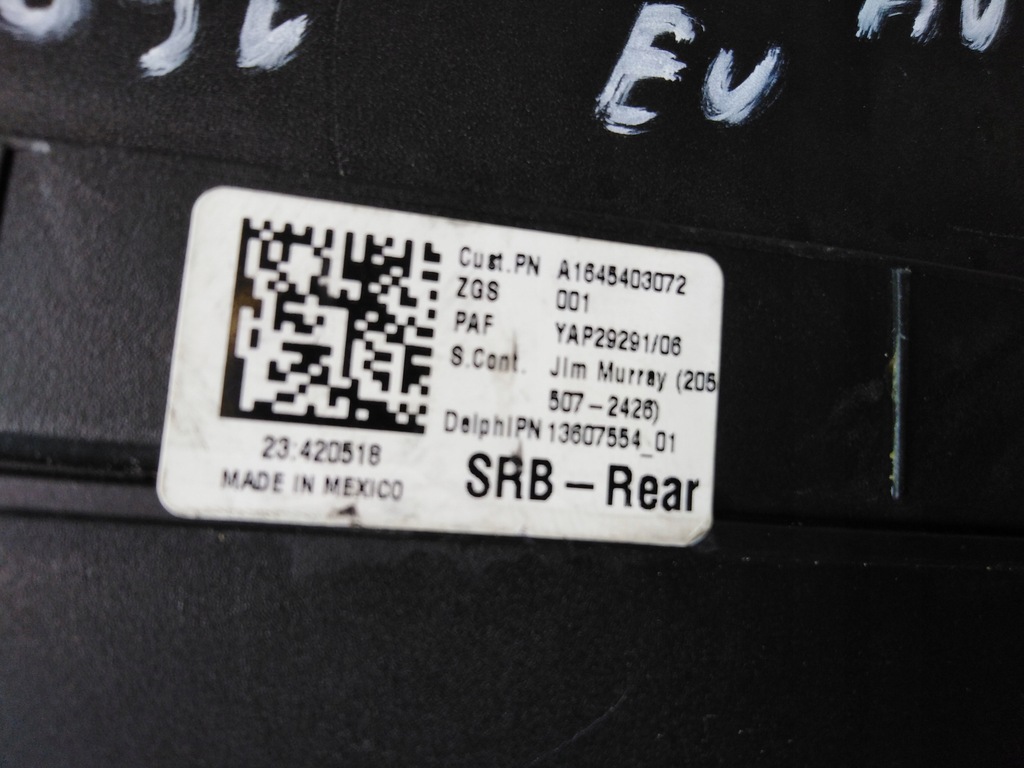 EU
Cust.PN A1645403072
ZGS 001
PAF YAP29291/06
S.Cont. Jim Murray (205
507-2426)
DelphiPN 13607554_01
SRB-Rear
23:420518
MADE IN MEXICO